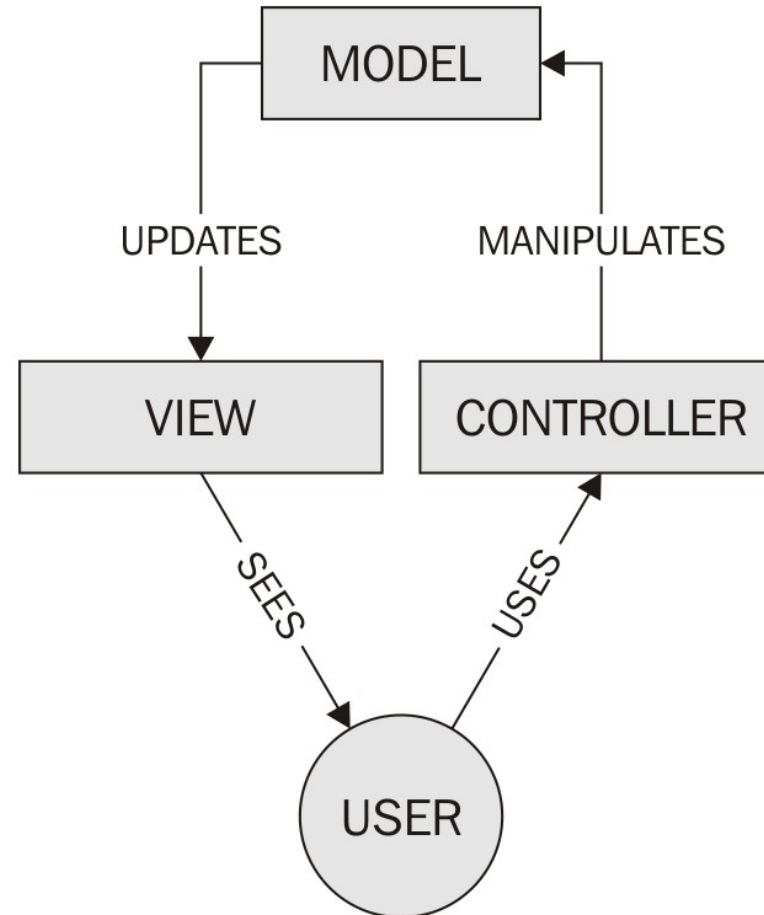 MODEL
UPDATES
MANIPULATES
VIEW
CONTROLLER
SEES
USES
USER